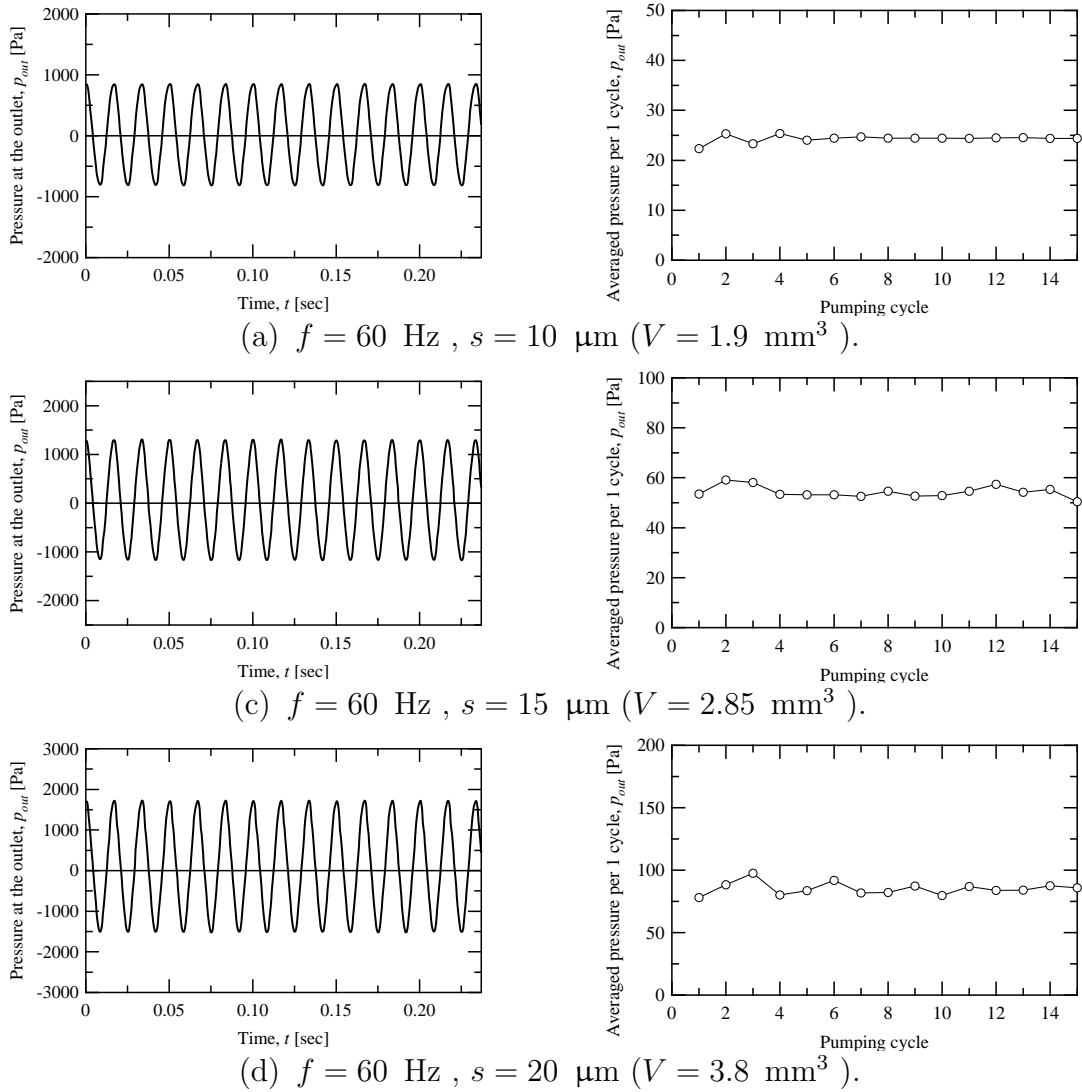 Pressure at the outlet, p_out [Pa]
2000
1000
0
-1000
-2000
0 0.05 0.10 0.15 0.20
Time, t [sec]
Averaged pressure per 1 cycle, p_out [Pa]
50
40
30
20
10
0
0 2 4 6 8 10 12 14
Pumping cycle
(a) f = 60 Hz , s = 10 μm (V = 1.9 mm³ ).
Pressure at the outlet, p_out [Pa]
2000
1000
0
-1000
-2000
0 0.05 0.10 0.15 0.20
Time, t [sec]
Averaged pressure per 1 cycle, p_out [Pa]
100
80
60
40
20
0
0 2 4 6 8 10 12 14
Pumping cycle
(c) f = 60 Hz , s = 15 μm (V = 2.85 mm³ ).
Pressure at the outlet, p_out [Pa]
3000
2000
1000
0
-1000
-2000
-3000
0 0.05 0.10 0.15 0.20
Time, t [sec]
Averaged pressure per 1 cycle, p_out [Pa]
200
150
100
50
0
0 2 4 6 8 10 12 14
Pumping cycle
(d) f = 60 Hz , s = 20 μm (V = 3.8 mm³ ).